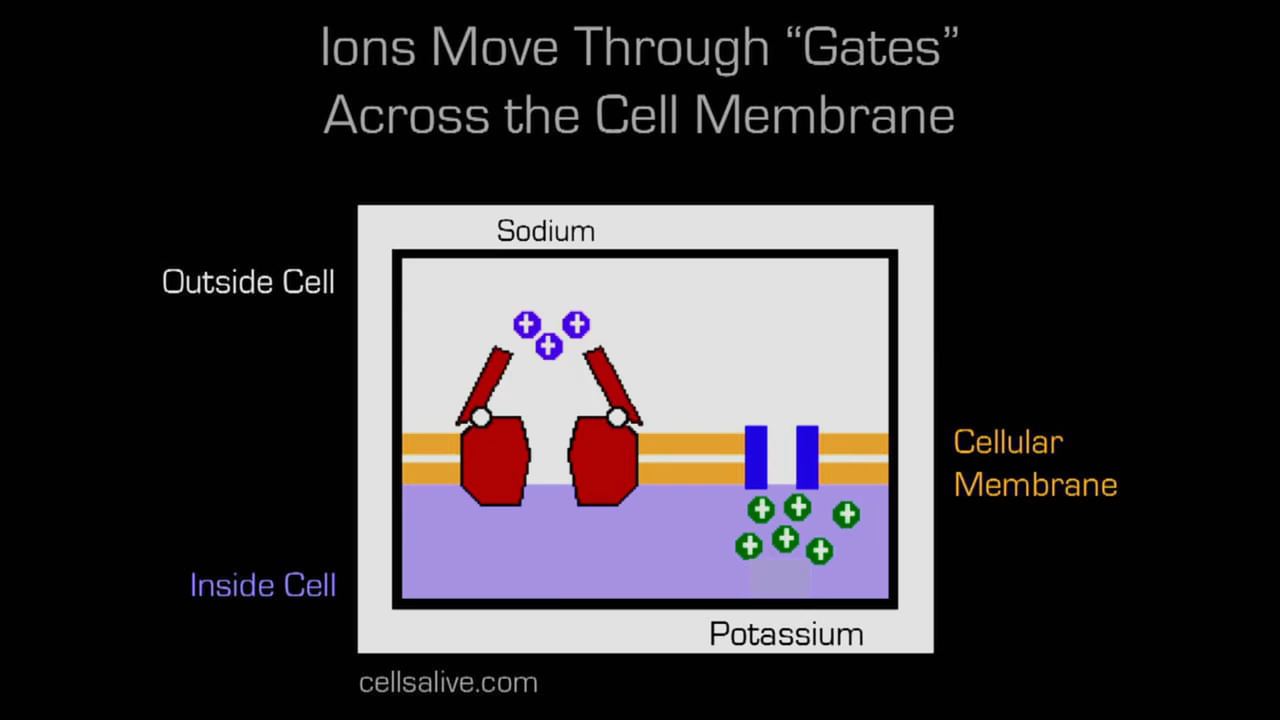 Ions Move Through “Gates”
Across the Cell Membrane
Sodium
Outside Cell
Cellular
Membrane
Inside Cell
Potassium
cellsalive.com